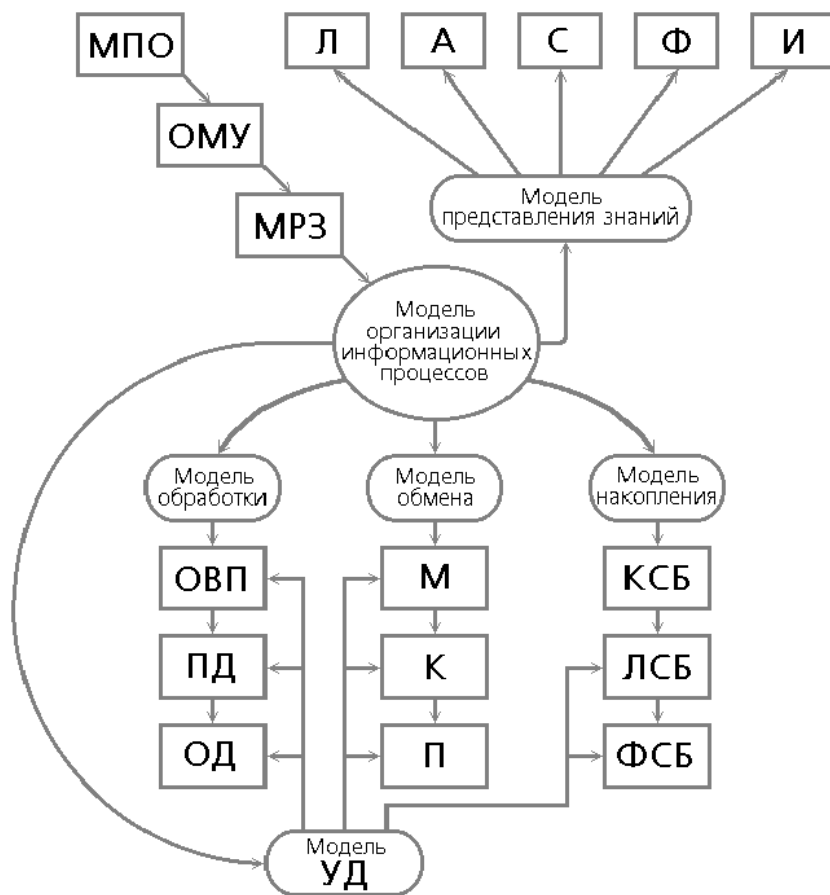 МПО
Л
А
С
Ф
И
ОМУ
МРЗ
Модель
представления знаний
Модель
организации
информационных
процессов
Модель
обработки
Модель
обмена
Модель
накопления
ОВП
М
КСБ
ПД
К
ЛСБ
ОД
П
ФСБ
Модель
УД